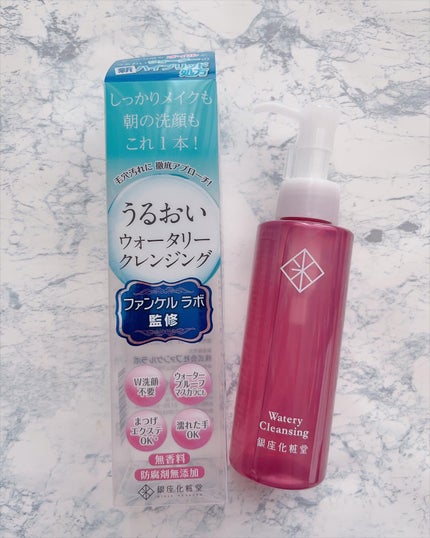 しっかりメイクも
朝の洗顔も
これ1本!
毛穴汚れに徹底アプローチ!
うるおい
ウォータリー
クレンジング
ファンケル ラボ
監修
W洗顔
不要
ウォーター
プルーフ
マスカラにも
まつげ
エクステ
OK
濡れた手
OK
無香料
防腐剤無添加
銀座化粧堂
Watery
Cleansing
銀座化粧堂